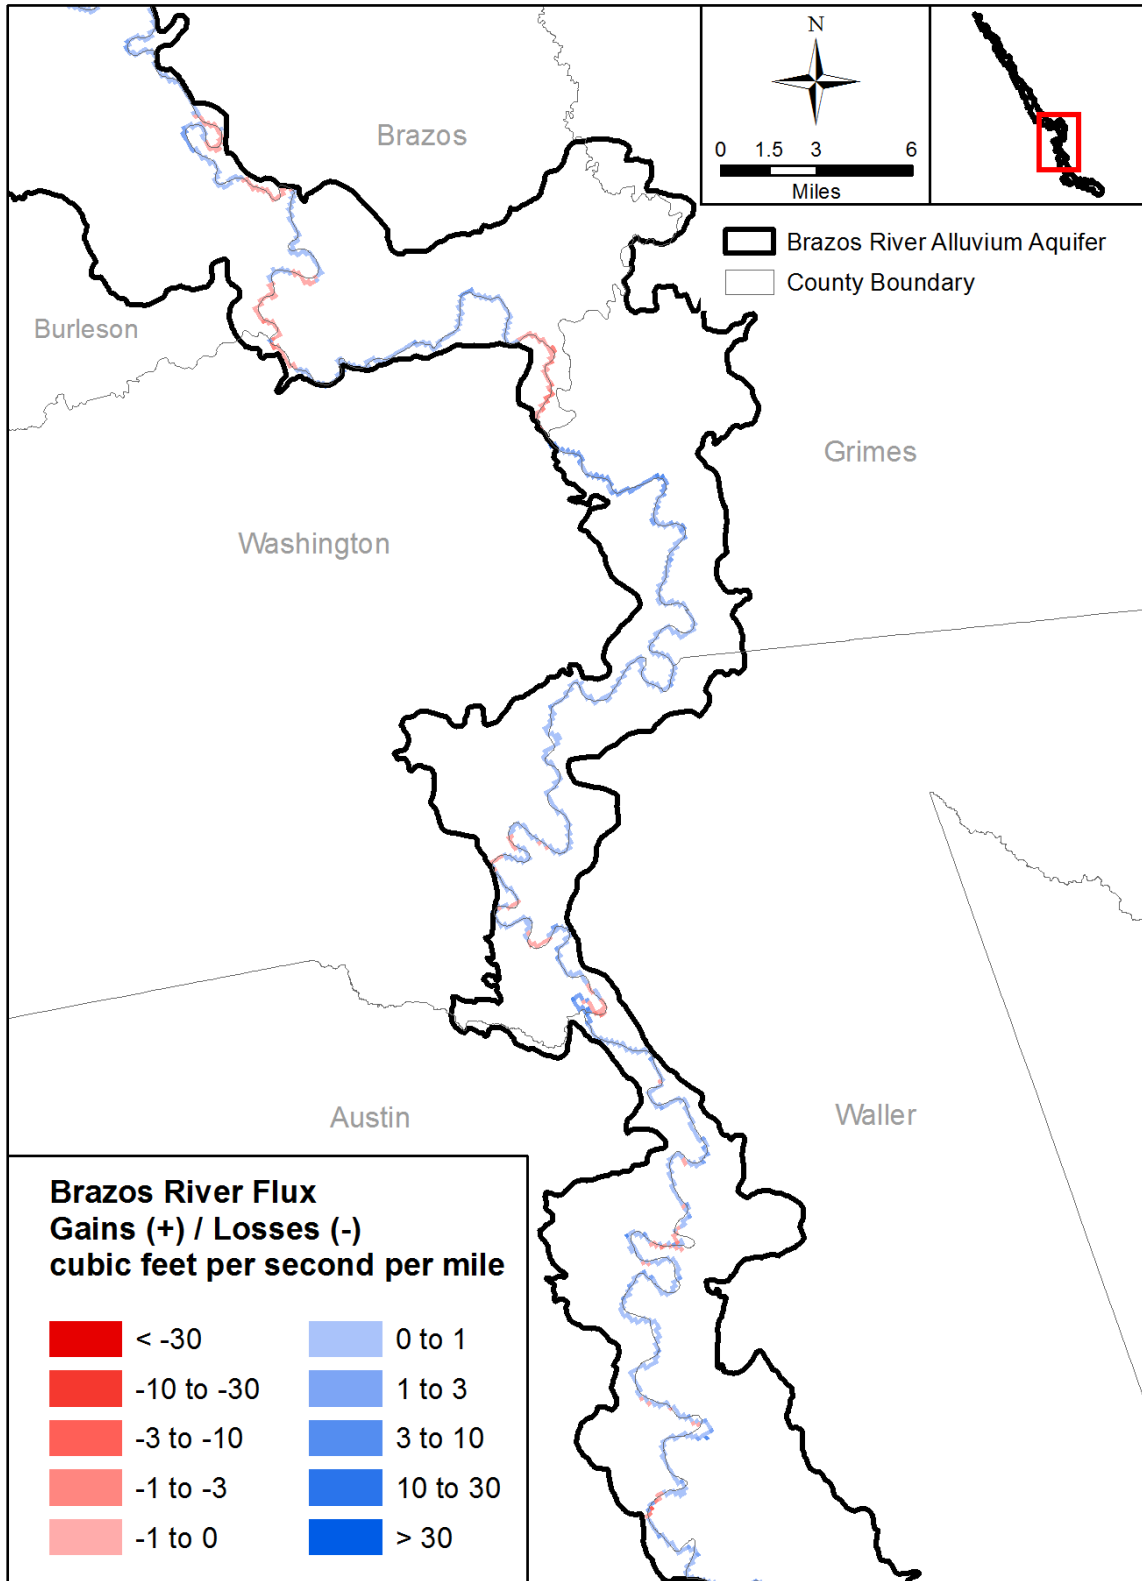 N
0 1.5 3 6
Miles
Brazos River Alluvium Aquifer
County Boundary
Brazos
Burleson
Grimes
Washington
Austin
Waller
Brazos River Flux
Gains (+) / Losses (-)
cubic feet per second per mile
< -30
-10 to -30
-3 to -10
-1 to -3
-1 to 0
0 to 1
1 to 3
3 to 10
10 to 30
> 30